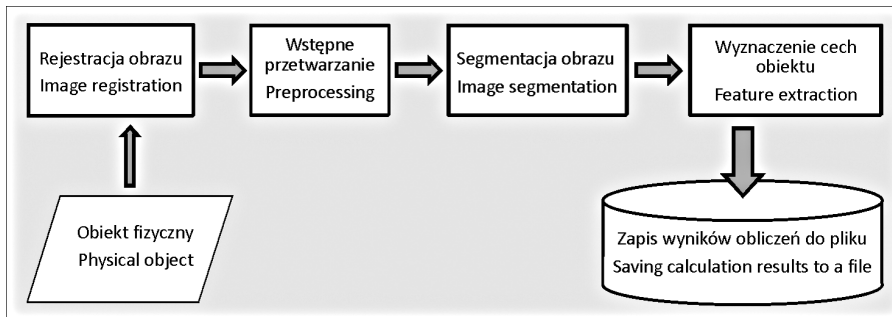 Rejestracja obrazu
Image registration
Wstępne
przetwarzanie
Preprocessing
Segmentacja obrazu
Image segmentation
Wyznaczenie cech
obiektu
Feature extraction
Obiekt fizyczny
Physical object
Zapis wyników obliczeń do pliku
Saving calculation results to a file